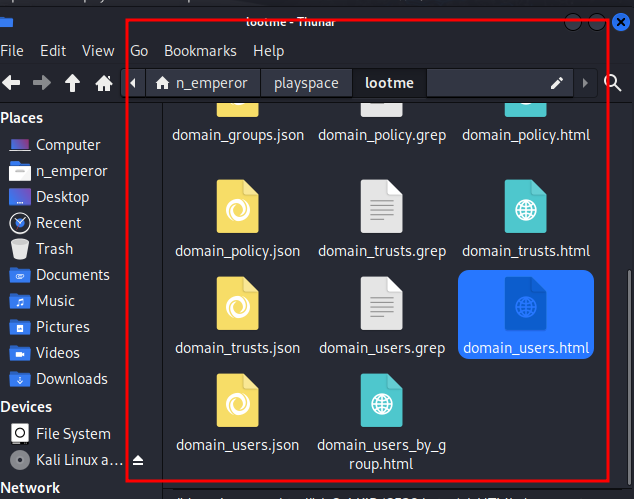 lootme - Thunar
File Edit View Go Bookmarks Help
n_emperor playspace lootme
Places
Computer
n_emperor
Desktop
Recent
Trash
Documents
Music
Pictures
Videos
Downloads
Devices
File System
Kali Linux a...
Network
domain_groups.json domain_policy.grep domain_policy.html
domain_policy.json domain_trusts.grep domain_trusts.html
domain_trusts.json domain_users.grep domain_users.html
domain_users.json domain_users_by_g
roup.html